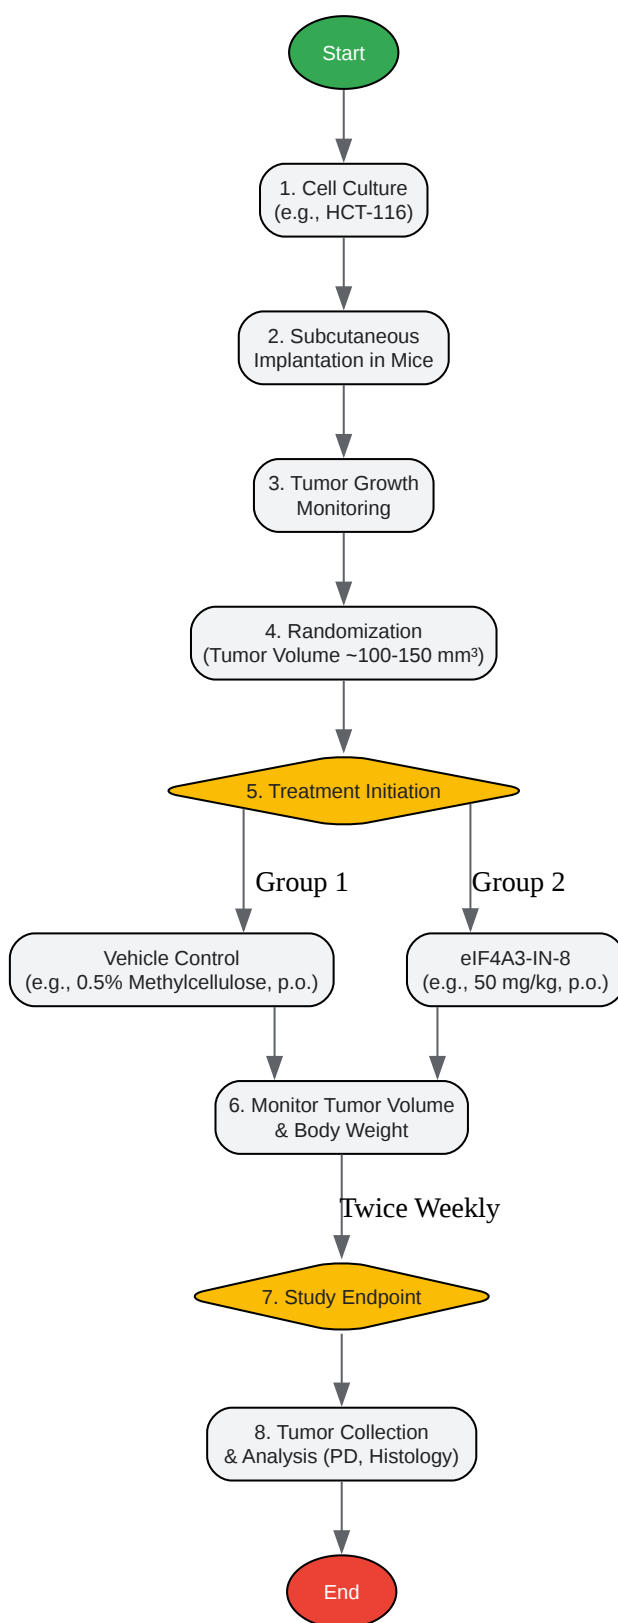 Start
1. Cell Culture
(e.g., HCT-116)
2. Subcutaneous
Implantation in Mice
3. Tumor Growth
Monitoring
4. Randomization
(Tumor Volume ~100-150 mm³)
5. Treatment Initiation
Group 1
Group 2
Vehicle Control
(e.g., 0.5% Methylcellulose, p.o.)
eIF4A3-IN-8
(e.g., 50 mg/kg, p.o.)
6. Monitor Tumor Volume
& Body Weight
Twice Weekly
7. Study Endpoint
8. Tumor Collection
& Analysis (PD, Histology)
End